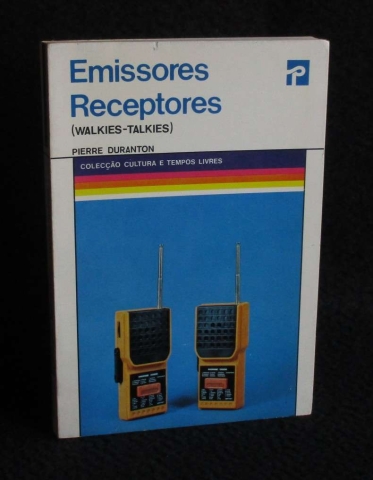 Emissores
Receptores
(WALKIES-TALKIES)
PIERRE DURANTON
COLECÇÃO CULTURA E TEMPOS LIVRES